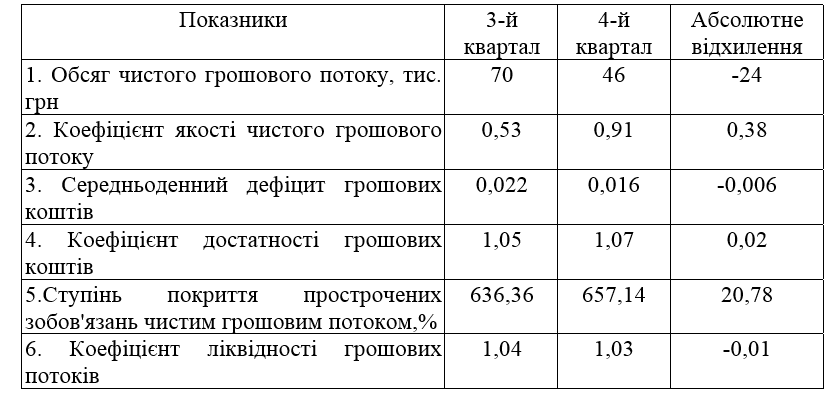 Показники 3-й квартал 4-й квартал Абсолютне відхилення
1. Обсяг чистого грошового потоку, тис. грн 70 46 -24
2. Коефіцієнт якості чистого грошового потоку 0,53 0,91 0,38
3. Середньоденний дефіцит грошових коштів 0,022 0,016 -0,006
4. Коефіцієнт достатності грошових коштів 1,05 1,07 0,02
5.Ступінь покриття прострочених зобов'язань чистим грошовим потоком,% 636,36 657,14 20,78
6. Коефіцієнт ліквідності грошових потоків 1,04 1,03 -0,01